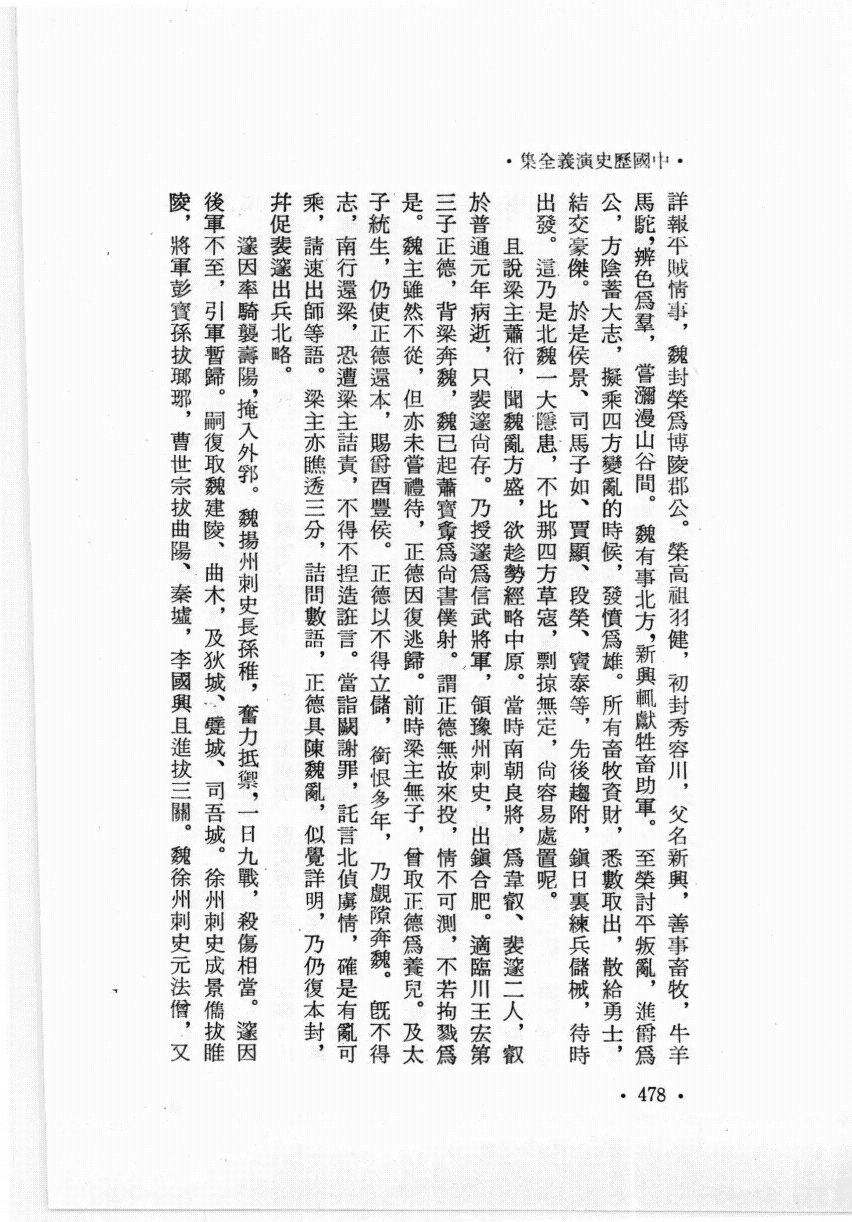 ·中國歷史演義全集·
詳報平賊情事，魏封榮爲博陵郡公。榮高祖羽健，初封秀容川，父名新興，善事畜牧，牛羊
馬駝，辨色爲羣，嘗瀰漫山谷間。魏有事北方，新興輒獻牲畜助軍。至榮討平叛亂，進爵爲
公，方陰蓄大志，擬乘四方變亂的時候，發憤爲雄。所有畜牧資財，悉數取出，散給勇士，
結交豪傑。於是侯景、司馬子如、賈顯、段榮、竇泰等，先後趨附，鎭日裏練兵儲械，待時
出發。這乃是北魏一大隱患，不比那四方草寇，剽掠無定，尙容易處置呢。
且說梁主蕭衍，聞魏亂方盛，欲趁勢經略中原。當時南朝良將，爲韋叡、裴邃二人，叡
於普通元年病逝，只裴邃尙存。乃授邃爲信武將軍，領豫州刺史，出鎭合肥。適臨川王宏第
三子正德，背梁奔魏，魏已起蕭寶夤爲尙書僕射。謂正德無故來投，情不可測，不若拘戮爲
是。魏主雖然不從，但亦未嘗禮待，正德因復逃歸。前時梁主無子，曾取正德爲養兒。及太
子統生，仍使正德還本，賜爵西豐侯。正德以不得立儲，銜恨多年，乃覷隙奔魏。旣不得
志，南行還梁，恐遭梁主詰責，不得不揑造誑言。當詣闕謝罪，託言北偵虜情，確是有亂可
乘，請速出師等語。梁主亦瞧透三分，詰問數語，正德具陳魏亂，似覺詳明，乃仍復本封，
幷促裴邃出兵北略。
邃因率騎襲壽陽，掩入外郛。魏揚州刺史長孫稚，奮力抵禦，一日九戰，殺傷相當。邃因
後軍不至，引軍暫歸。嗣復取魏建陵、曲木，及狄城、甓城、司吾城。徐州刺史成景儁拔睢
陵，將軍彭寶孫拔瑯琊，曹世宗拔曲陽、秦墟，李國興且進拔三關。魏徐州刺史元法僧，又
·478·